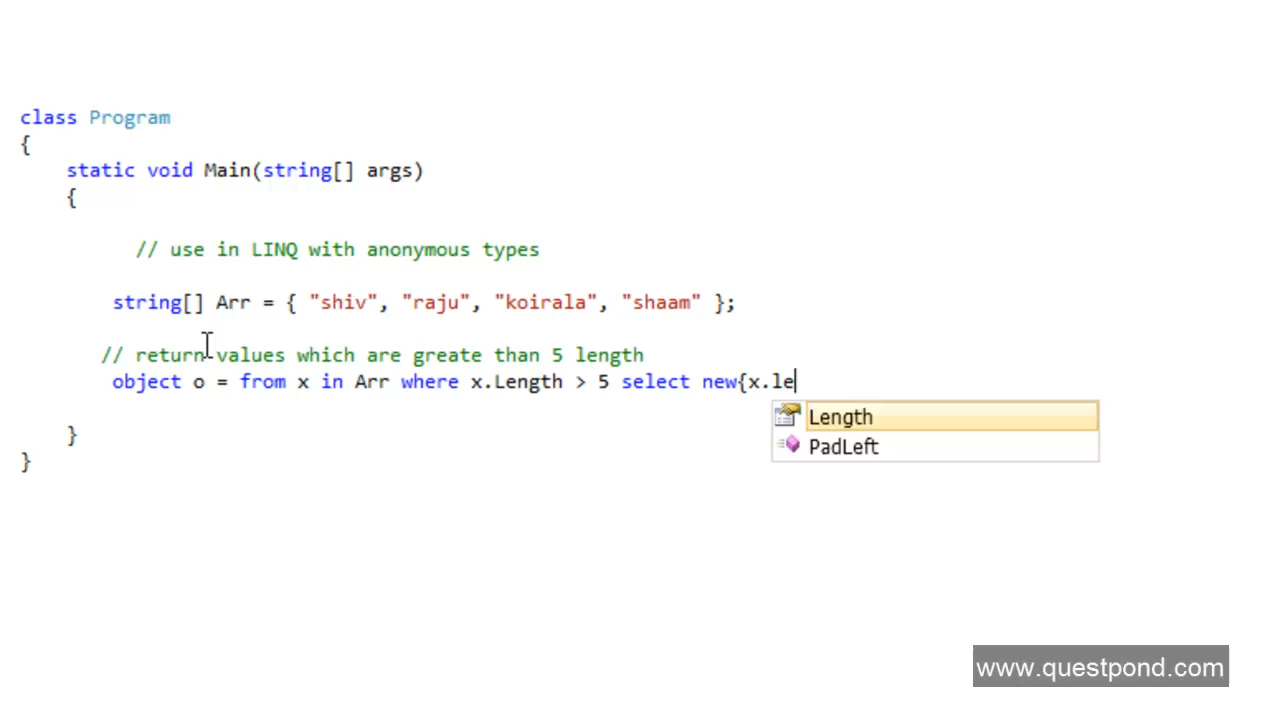 class Program
{
static void Main(string[] args)
{
// use in LINQ with anonymous types
string[] Arr = { "shiv", "raju", "koirala", "shaam" };
// return values which are greate than 5 length
object o = from x in Arr where x.Length > 5 select new{x.le
Length
PadLeft
}
}
www.questpond.com